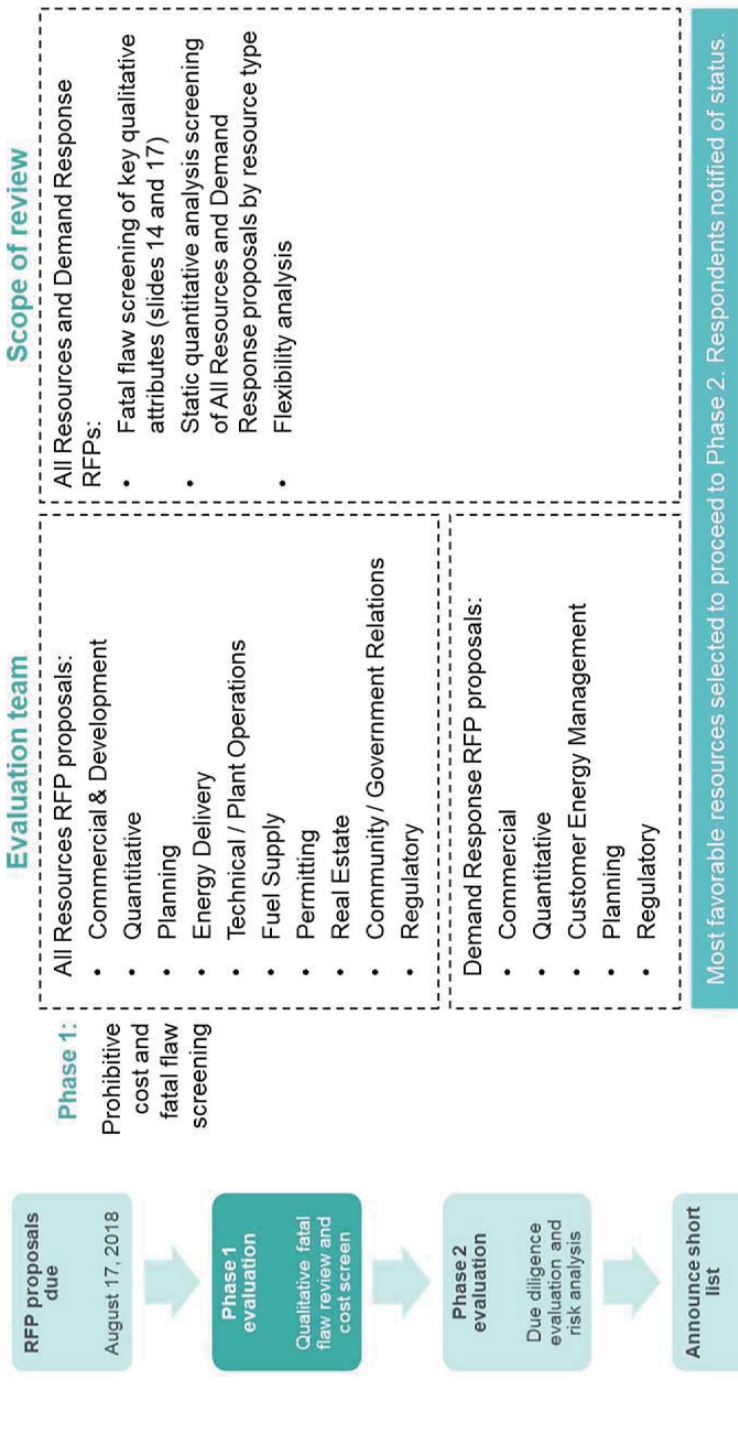 RFP proposals
due
August 17, 2018
Phase 1
evaluation
Qualitative fatal
flaw review and
cost screen
Phase 2
evaluation
Due diligence
evaluation and
risk analysis
Announce short
list
Phase 1:
Prohibitive
cost and
fatal flaw
screening
Evaluation team
All Resources RFP proposals:
• Commercial & Development
• Quantitative
• Planning
• Energy Delivery
• Technical / Plant Operations
• Fuel Supply
• Permitting
• Real Estate
• Community / Government Relations
• Regulatory
Demand Response RFP proposals:
• Commercial
• Quantitative
• Customer Energy Management
• Planning
• Regulatory
Scope of review
All Resources and Demand Response
RFPs:
• Fatal flaw screening of key qualitative
attributes (slides 14 and 17)
• Static quantitative analysis screening
of All Resources and Demand
Response proposals by resource type
• Flexibility analysis
Most favorable resources selected to proceed to Phase 2. Respondents notified of status.